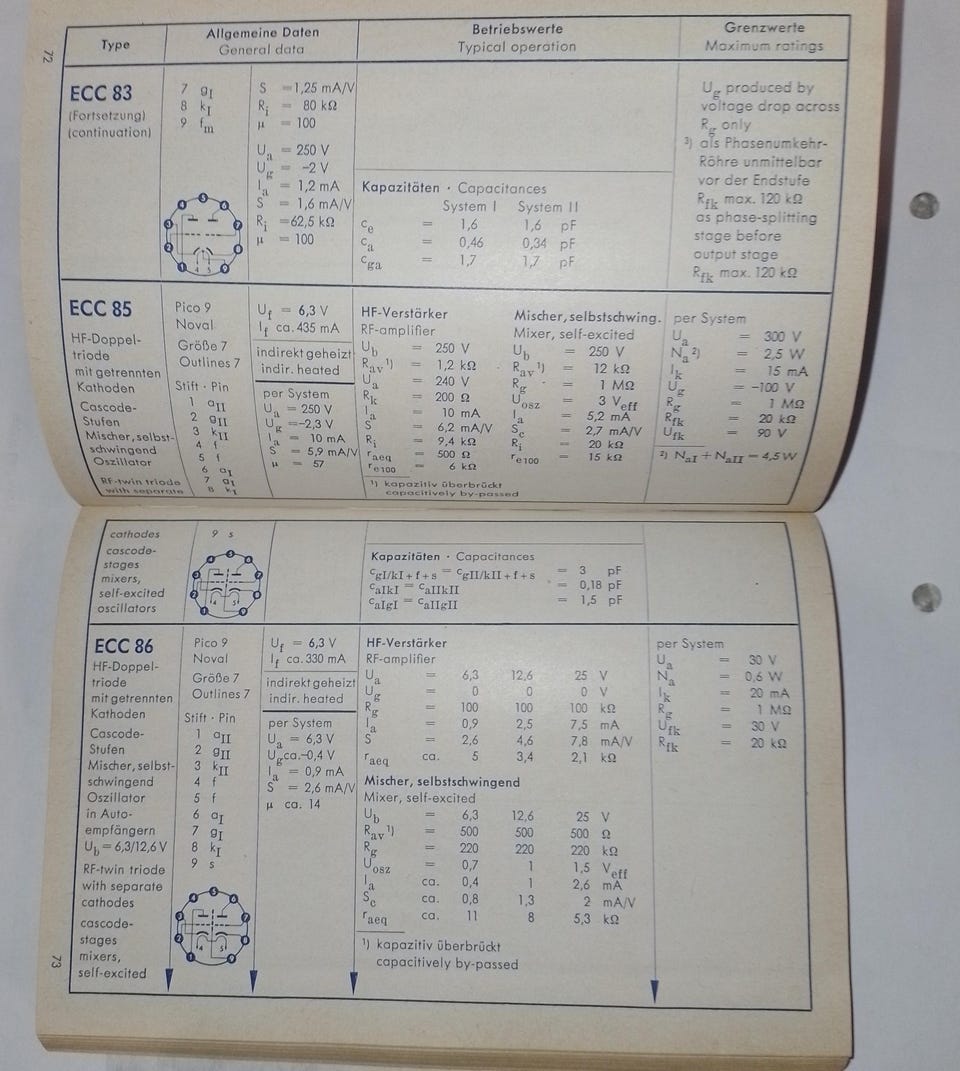 72
Type
Allgemeine Daten
General data
Betriebswerte
Typical operation
Grenzwerte
Maximum ratings
ECC 83
(Fortsetzung)
(continuation)
7 gI
8 kI
9 fm
S = 1,25 mA/V
Ri = 80 kΩ
μ = 100
Ua = 250 V
Ug = -2 V
Ia = 1,2 mA
S = 1,6 mA/V
Ri = 62,5 kΩ
μ = 100
Kapazitäten · Capacitances
System I System II
ce = 1,6 1,6 pF
ca = 0,46 0,34 pF
cga = 1,7 1,7 pF
Ug produced by
voltage drop across
Rg only
³) als Phasenumkehr-
Röhre unmittelbar
vor der Endstufe
Rfk max. 120 kΩ
as phase-splitting
stage before
output stage
Rfk max. 120 kΩ
ECC 85
HF-Doppel-
triode
mit getrennten
Kathoden
Cascode-
Stufen
Mischer, selbst-
schwingend
Oszillator
RF-twin triode
with separate
Pico 9
Noval
Größe 7
Outlines 7
Stift · Pin
1 aII
2 gII
3 kII
4 f
5 f
6 aI
7 gI
8 kI
Uf = 6,3 V
If ca. 435 mA
indirekt geheizt
indir. heated
per System
Ua = 250 V
Ug = -2,3 V
Ia = 10 mA
S = 5,9 mA/V
μ = 57
HF-Verstärker
RF-amplifier
Ub = 250 V
Rav¹) = 1,2 kΩ
Ua = 240 V
Rk = 200 Ω
Ia = 10 mA
S = 6,2 mA/V
Ri = 9,4 kΩ
raeq = 500 Ω
re100 = 6 kΩ
¹) kapazitiv überbrückt
capacitively by-passed
Mischer, selbstschwing.
Mixer, self-excited
Ub = 250 V
Rav¹) = 12 kΩ
Rg = 1 MΩ
Uosz = 3 Veff
Ia = 5,2 mA
Sc = 2,7 mA/V
Ri = 20 kΩ
re100 = 15 kΩ
per System
Ua = 300 V
Na²) = 2,5 W
Ik = 15 mA
Ug = -100 V
Rg = 1 MΩ
Rfk = 20 kΩ
Ufk = 90 V
²) NaI + NaII = 4,5 W
cathodes
cascode-
stages
mixers,
self-excited
oscillators
9 s
Kapazitäten · Capacitances
cgI/kI + f + s = cgII/kII + f + s = 3 pF
caIkI = caIIkII = 0,18 pF
caIgI = caIIgII = 1,5 pF
ECC 86
HF-Doppel-
triode
mit getrennten
Kathoden
Cascode-
Stufen
Mischer, selbst-
schwingend
Oszillator
in Auto-
empfängern
Ub = 6,3/12,6 V
RF-twin triode
with separate
cathodes
cascode-
stages
mixers,
self-excited
Pico 9
Noval
Größe 7
Outlines 7
Stift · Pin
1 aII
2 gII
3 kII
4 f
5 f
6 aI
7 gI
8 kI
9 s
Uf = 6,3 V
If ca. 330 mA
indirekt geheizt
indir. heated
per System
Ua = 6,3 V
Ug ca. -0,4 V
Ia = 0,9 mA
S = 2,6 mA/V
μ ca. 14
HF-Verstärker
RF-amplifier
Ua = 6,3 12,6 25 V
Ug = 0 0 0 V
Rg = 100 100 100 kΩ
Ia = 0,9 2,5 7,5 mA
S = 2,6 4,6 7,8 mA/V
raeq ca. 5 3,4 2,1 kΩ
Mischer, selbstschwingend
Mixer, self-excited
Ub = 6,3 12,6 25 V
Rav¹) = 500 500 500 Ω
Rg = 220 220 220 kΩ
Uosz = 0,7 1 1,5 Veff
Ia ca. 0,4 1 2,6 mA
Sc ca. 0,8 1,3 2 mA/V
raeq ca. 11 8 5,3 kΩ
¹) kapazitiv überbrückt
capacitively by-passed
per System
Ua = 30 V
Na = 0,6 W
Ik = 20 mA
Rg = 1 MΩ
Ufk = 30 V
Rfk = 20 kΩ
73